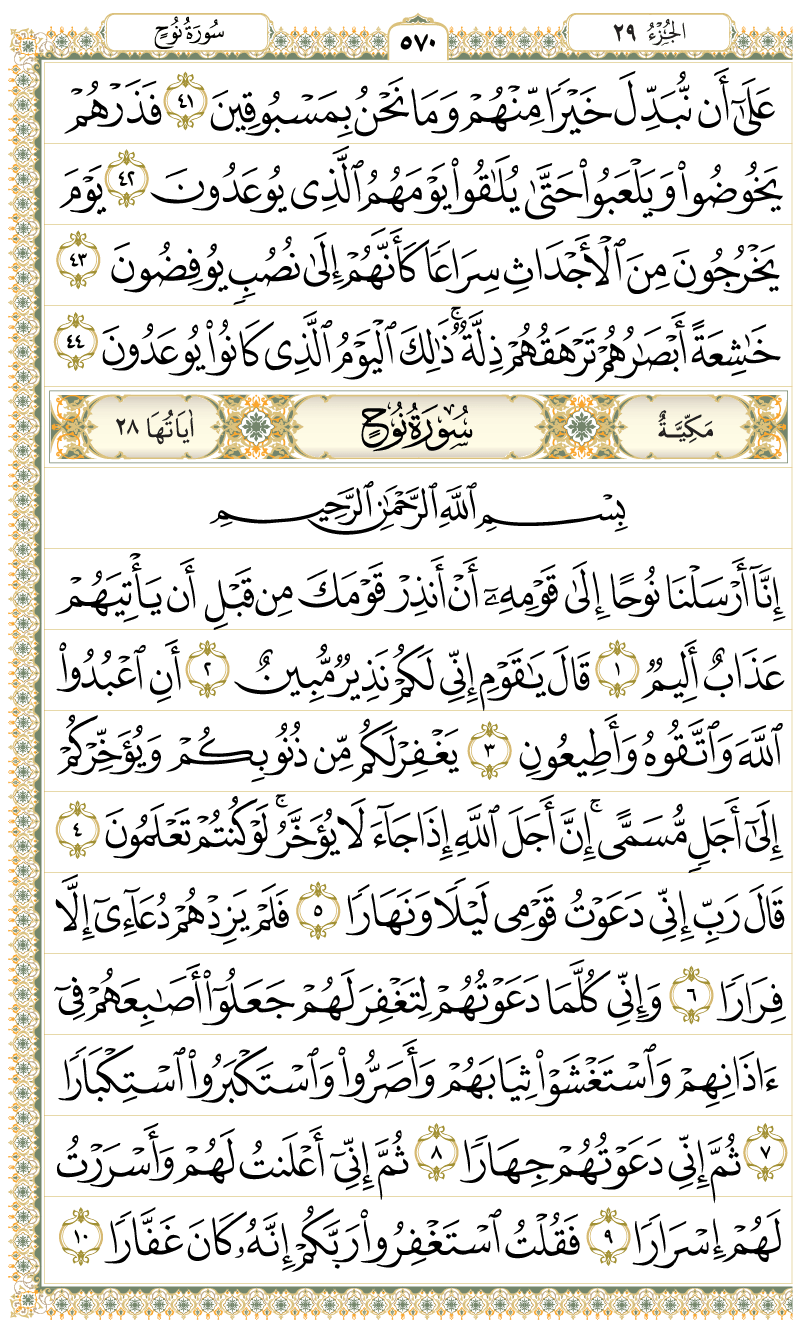 الجُزْءُ ٢٩
٥٧٠
سُورَةُ نُوحٍ
عَلَىٰٓ أَن نُّبَدِّلَ خَيْرًا مِّنْهُمْ وَمَا نَحْنُ بِمَسْبُوقِينَ ٤١ فَذَرْهُمْ
يَخُوضُوا۟ وَيَلْعَبُوا۟ حَتَّىٰ يُلَـٰقُوا۟ يَوْمَهُمُ ٱلَّذِى يُوعَدُونَ ٤٢ يَوْمَ
يَخْرُجُونَ مِنَ ٱلْأَجْدَاثِ سِرَاعًا كَأَنَّهُمْ إِلَىٰ نُصُبٍ يُوفِضُونَ ٤٣
خَـٰشِعَةً أَبْصَـٰرُهُمْ تَرْهَقُهُمْ ذِلَّةٌ ۚ ذَٰلِكَ ٱلْيَوْمُ ٱلَّذِى كَانُوا۟ يُوعَدُونَ ٤٤
مَكِّيَّةٌ سُورَةُ نُوحٍ اٰيَاتُهَا ٢٨
بِسْمِ ٱللَّهِ ٱلرَّحْمَـٰنِ ٱلرَّحِيمِ
إِنَّآ أَرْسَلْنَا نُوحًا إِلَىٰ قَوْمِهِۦٓ أَنْ أَنذِرْ قَوْمَكَ مِن قَبْلِ أَن يَأْتِيَهُمْ
عَذَابٌ أَلِيمٌ ١ قَالَ يَـٰقَوْمِ إِنِّى لَكُمْ نَذِيرٌ مُّبِينٌ ٢ أَنِ ٱعْبُدُوا۟
ٱللَّهَ وَٱتَّقُوهُ وَأَطِيعُونِ ٣ يَغْفِرْ لَكُم مِّن ذُنُوبِكُمْ وَيُؤَخِّرْكُمْ
إِلَىٰٓ أَجَلٍ مُّسَمًّى ۚ إِنَّ أَجَلَ ٱللَّهِ إِذَا جَآءَ لَا يُؤَخَّرُ ۖ لَوْ كُنتُمْ تَعْلَمُونَ ٤
قَالَ رَبِّ إِنِّى دَعَوْتُ قَوْمِى لَيْلًا وَنَهَارًا ٥ فَلَمْ يَزِدْهُمْ دُعَآءِىٓ إِلَّا
فِرَارًا ٦ وَإِنِّى كُلَّمَا دَعَوْتُهُمْ لِتَغْفِرَ لَهُمْ جَعَلُوٓا۟ أَصَـٰبِعَهُمْ فِىٓ
ءَاذَانِهِمْ وَٱسْتَغْشَوْا۟ ثِيَابَهُمْ وَأَصَرُّوا۟ وَٱسْتَكْبَرُوا۟ ٱسْتِكْبَارًا
٧ ثُمَّ إِنِّى دَعَوْتُهُمْ جِهَارًا ٨ ثُمَّ إِنِّىٓ أَعْلَنتُ لَهُمْ وَأَسْرَرْتُ
لَهُمْ إِسْرَارًا ٩ فَقُلْتُ ٱسْتَغْفِرُوا۟ رَبَّكُمْ إِنَّهُۥ كَانَ غَفَّارًا ١٠